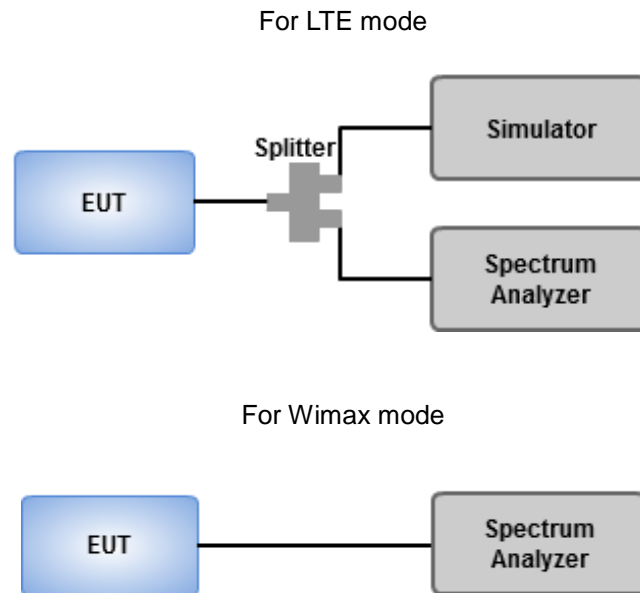 For LTE mode
Simulator
Splitter
EUT
Spectrum
Analyzer
For Wimax mode
EUT
Spectrum
Analyzer